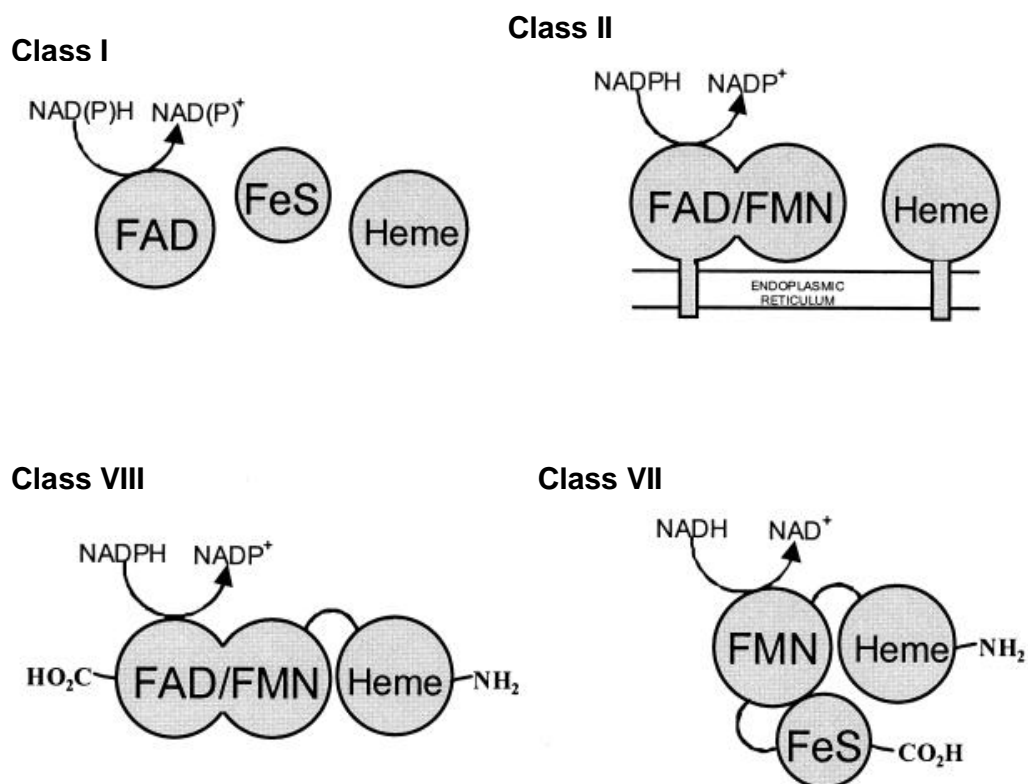 Class I
NAD(P)H NAD(P)+
FAD
FeS
Heme
Class II
NADPH NADP+
FAD/FMN
Heme
ENDOPLASMIC
RETICULUM
Class VIII
NADPH NADP+
HO2C
FAD/FMN
Heme
NH2
Class VII
NADH NAD+
FMN
Heme
NH2
FeS
CO2H